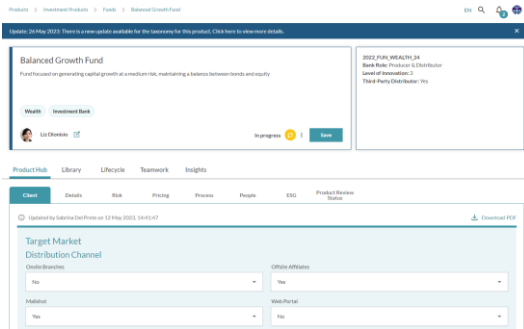 Products > Investment Products > Funds > Balanced Growth Fund
EN
Update: 26 May 2023: There is a new update available for the taxonomy for this product. Click here to view more details.
Balanced Growth Fund
Fund focused on generating capital growth at a medium risk, maintaining a balance between bonds and equity
Wealth Investment Bank
Liz Dionisio
In progress
Save
2022_FUN_WEALTH_34
Bank Role: Producer & Distributor
Level of Innovation: 3
Third-Party Distributor: Yes
Product Hub Library Lifecycle Teamwork Insights
Client Details Risk Pricing Process People ESG Product Review Status
Updated by Sabrina Del Prete on 12 May 2023, 14:41:47
Download PDF
Target Market
Distribution Channel
Onsite Branches Offsite Affiliates
No Yes
Mailshot Web Portal
Yes No